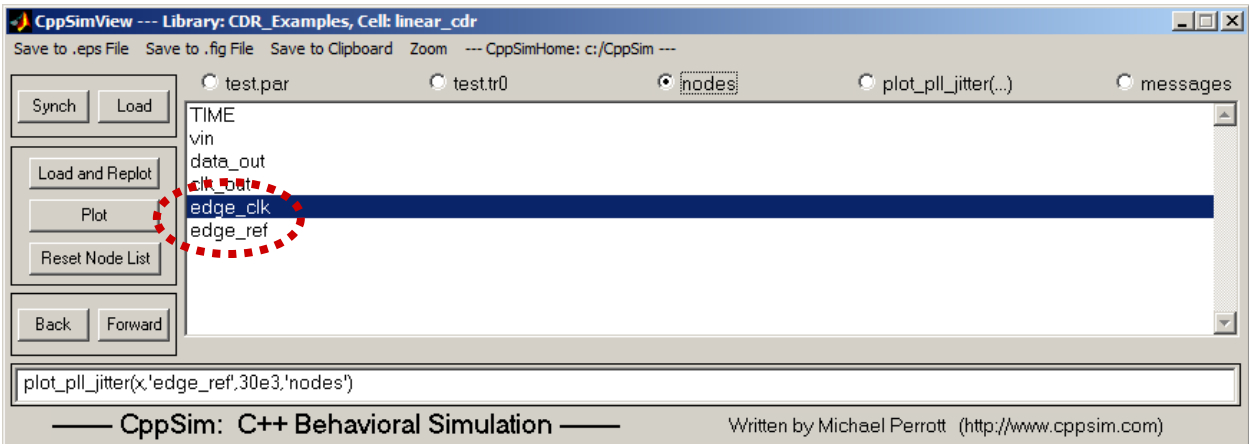 CppSimView --- Library: CDR_Examples, Cell: linear_cdr
Save to .eps File Save to .fig File Save to Clipboard Zoom --- CppSimHome: c:/CppSim ---
test.par test.tr0 nodes plot_pll_jitter(...) messages
Synch Load
TIME
vin
data_out
clk_out
edge_clk
edge_ref
Load and Replot
Plot
Reset Node List
Back Forward
plot_pll_jitter(x,'edge_ref',30e3,'nodes')
CppSim: C++ Behavioral Simulation
Written by Michael Perrott (http://www.cppsim.com)